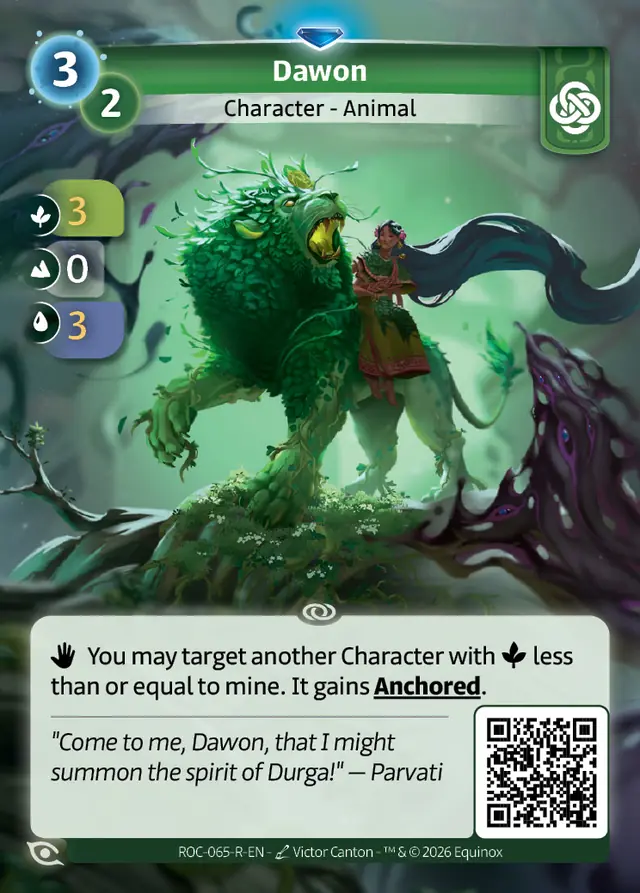 3
Dawon
2
Character - Animal
3
0
3
You may target another Character with less
than or equal to mine. It gains Anchored.
"Come to me, Dawon, that I might
summon the spirit of Durga!" — Parvati
ROC-065-R-EN - Victor Canton - ™ & © 2026 Equinox